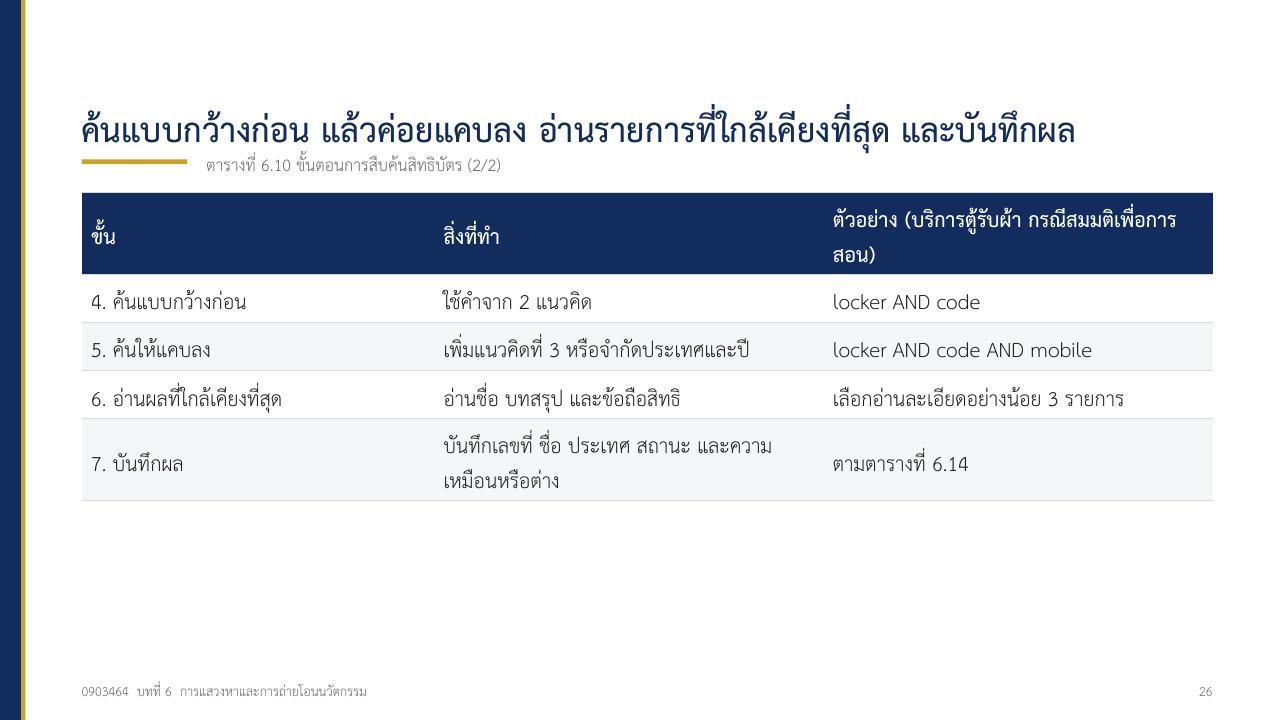 ค้นแบบกว้างก่อน แล้วค่อยแคบลง อ่านรายการที่ใกล้เคียงที่สุด และบันทึกผล
ตารางที่ 6.10 ขั้นตอนการสืบค้นสิทธิบัตร (2/2)
ขั้น
สิ่งที่ทำ
ตัวอย่าง (บริการตู้รับผ้า กรณีสมมติเพื่อการ
สอน)
4. ค้นแบบกว้างก่อน
ใช้คำจาก 2 แนวคิด
locker AND code
5. ค้นให้แคบลง
เพิ่มแนวคิดที่ 3 หรือจำกัดประเทศและปี
locker AND code AND mobile
6. อ่านผลที่ใกล้เคียงที่สุด
อ่านชื่อ บทสรุป และข้อถือสิทธิ
เลือกอ่านละเอียดอย่างน้อย 3 รายการ
7. บันทึกผล
บันทึกเลขที่ ชื่อ ประเทศ สถานะ และความ
เหมือนหรือต่าง
ตามตารางที่ 6.14
0903464 บทที่ 6 การแสวงหาและการถ่ายโอนนวัตกรรม
26